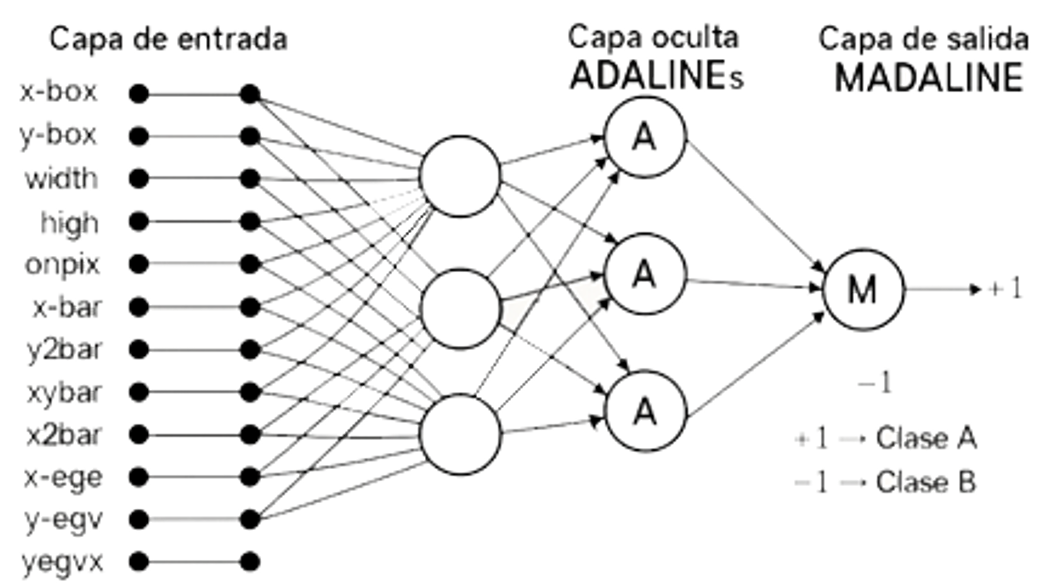 Capa de entrada
Capa oculta
ADALINEs
Capa de salida
MADALINE
x-box
y-box
width
high
onpix
x-bar
y2bar
xybar
x2bar
x-ege
y-egv
yegvx
A
A
A
M
+1
−1
+1 → Clase A
−1 → Clase B